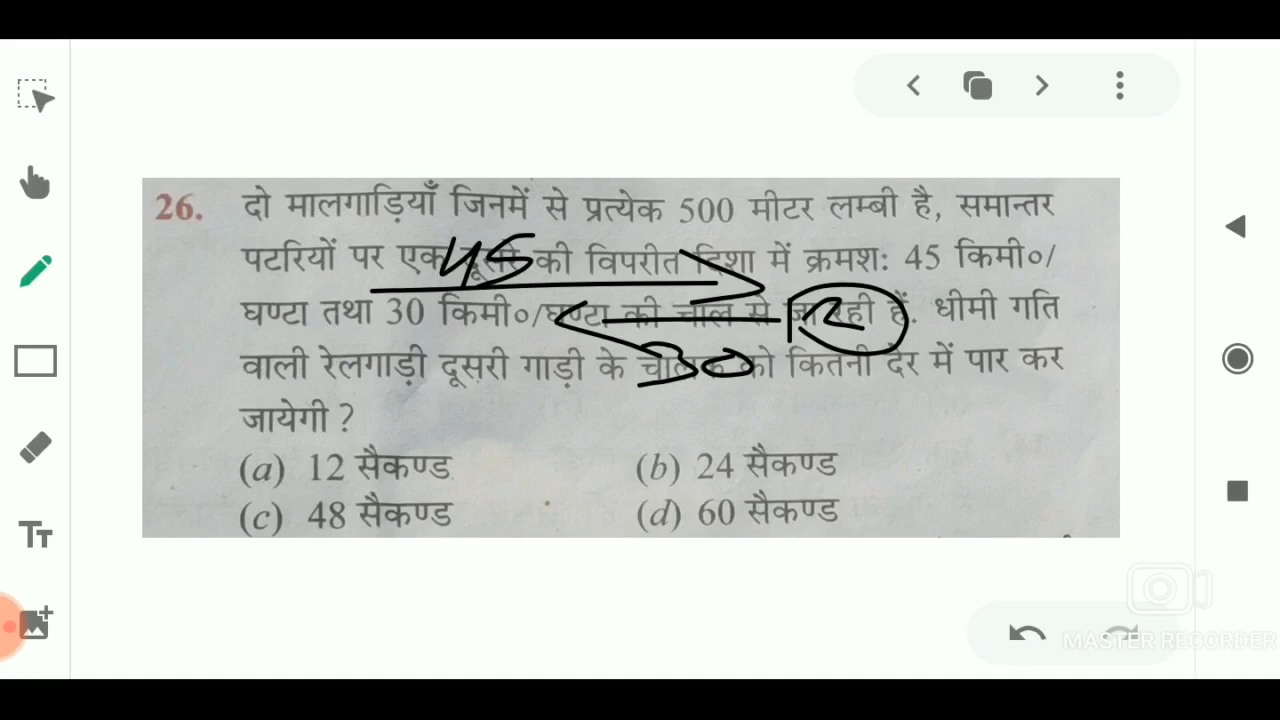 26. दो मालगाड़ियाँ जिनमें से प्रत्येक 500 मीटर लम्बी है, समान्तर
पटरियों पर एक दूसरे की विपरीत दिशा में क्रमशः 45 किमी०/
45
घण्टा तथा 30 किमी०/घण्टा की चाल से जा रही हैं. धीमी गति
वाली रेलगाड़ी दूसरी गाड़ी के चालक को कितनी देर में पार कर
30
जायेगी ?
(a) 12 सैकण्ड (b) 24 सैकण्ड
(c) 48 सैकण्ड (d) 60 सैकण्ड
TT
MASTER RECORDER